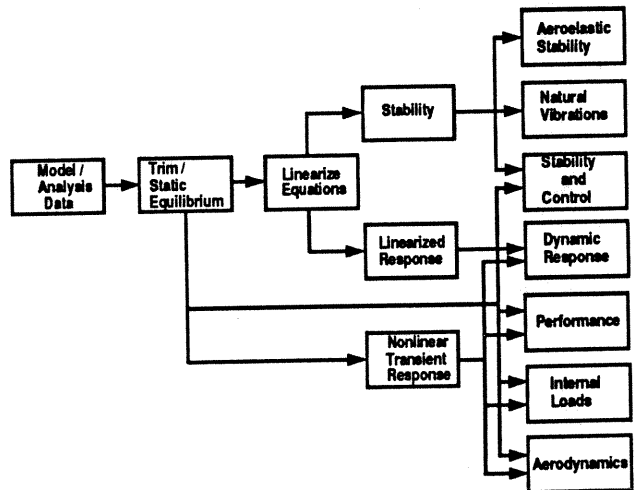 Model /
Analysis
Data
Trim /
Static
Equilibrium
Linearize
Equations
Stability
Linearized
Response
Nonlinear
Transient
Response
Aeroelastic
Stability
Natural
Vibrations
Stability
and
Control
Dynamic
Response
Performance
Internal
Loads
Aerodynamics